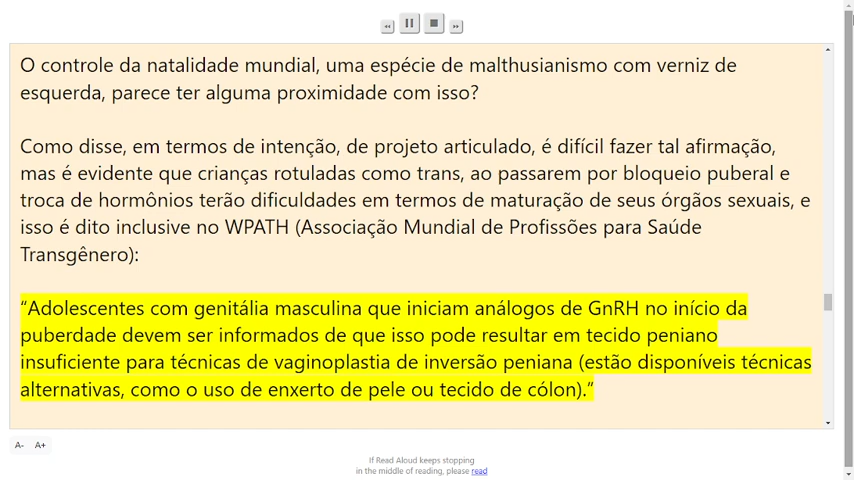 O controle da natalidade mundial, uma espécie de malthusianismo com verniz de
esquerda, parece ter alguma proximidade com isso?
Como disse, em termos de intenção, de projeto articulado, é difícil fazer tal afirmação,
mas é evidente que crianças rotuladas como trans, ao passarem por bloqueio puberal e
troca de hormônios terão dificuldades em termos de maturação de seus órgãos sexuais, e
isso é dito inclusive no WPATH (Associação Mundial de Profissões para Saúde
Transgênero):
“Adolescentes com genitália masculina que iniciam análogos de GnRH no início da
puberdade devem ser informados de que isso pode resultar em tecido peniano
insuficiente para técnicas de vaginoplastia de inversão peniana (estão disponíveis técnicas
alternativas, como o uso de enxerto de pele ou tecido de cólon).”
A- A+
If Read Aloud keeps stopping
in the middle of reading, please read